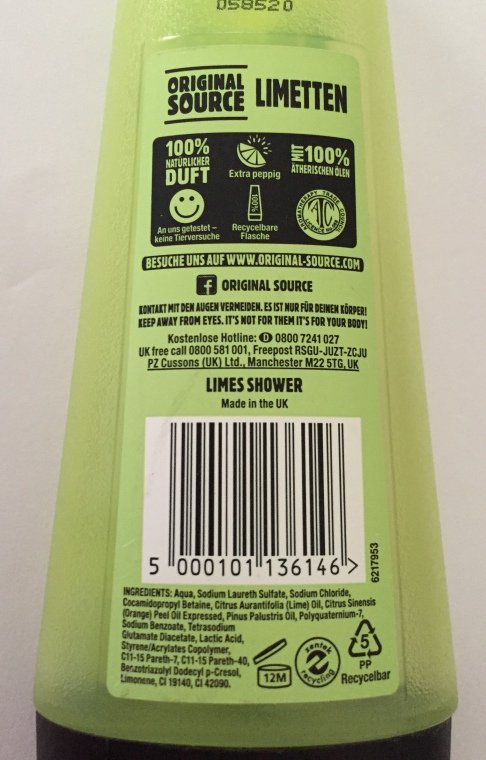 058520
ORIGINAL
SOURCE
LIMETTEN
100%
NATÜRLICHER
DUFT
Extra peppig
MIT 100%
ÄTHERISCHEN ÖLEN
An uns getestet –
keine Tierversuche
100%
Recycelbare
Flasche
AROMATHERAPY TRADE COUNCIL
ATC
BESUCHE UNS AUF WWW.ORIGINAL-SOURCE.COM
f ORIGINAL SOURCE
KONTAKT MIT DEN AUGEN VERMEIDEN. ES IST NUR FÜR DEINEN KÖRPER!
KEEP AWAY FROM EYES. IT'S NOT FOR THEM IT'S FOR YOUR BODY!
Kostenlose Hotline: D 0800 7241 027
UK free call 0800 581 001, Freepost RSGU-JUZT-ZCJU
PZ Cussons (UK) Ltd., Manchester M22 5TG, UK
LIMES SHOWER
Made in the UK
5 000101 136146 >
6217953
INGREDIENTS: Aqua, Sodium Laureth Sulfate, Sodium Chloride,
Cocamidopropyl Betaine, Citrus Aurantifolia (Lime) Oil, Citrus Sinensis
(Orange) Peel Oil Expressed, Pinus Palustris Oil, Polyquaternium-7,
Sodium Benzoate, Tetrasodium
Glutamate Diacetate, Lactic Acid,
Styrene/Acrylates Copolymer,
C11-15 Pareth-7, C11-15 Pareth-40,
Benzotriazolyl Dodecyl p-Cresol,
Limonene, CI 19140, CI 42090.
12M
zentek
recycling
5
PP
Recycelbar